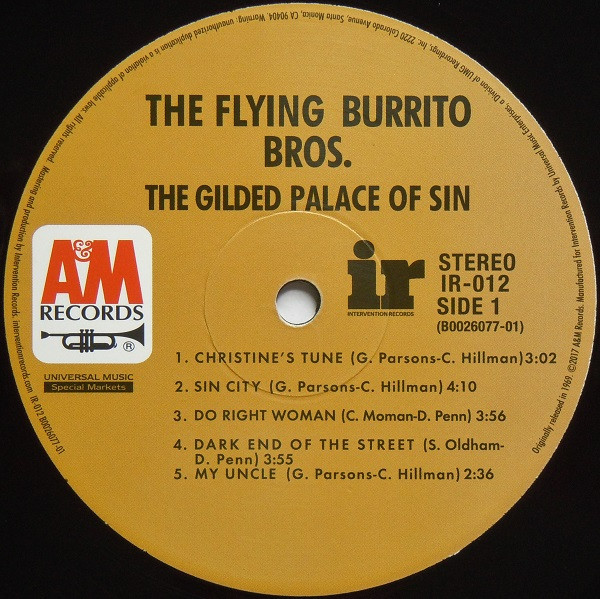 THE FLYING BURRITO
BROS.
THE GILDED PALACE OF SIN
A&M
RECORDS
®
UNIVERSAL MUSIC
Special Markets
ir
INTERVENTION RECORDS
STEREO
IR-012
SIDE 1
(B0026077-01)
1. CHRISTINE'S TUNE (G. Parsons-C. Hillman)3:02
2. SIN CITY (G. Parsons-C. Hillman) 4:10
3. DO RIGHT WOMAN (C. Moman-D. Penn) 3:56
4. DARK END OF THE STREET (S. Oldham-
D. Penn) 3:55
5. MY UNCLE (G. Parsons-C. Hillman) 2:36
Originally released in 1969. ©2017 A&M Records. Manufactured for Intervention Records by Universal Music Enterprises, a Division of UMG Recordings, Inc., 2220 Colorado Avenue, Santa Monica, CA 90404. Warning: unauthorized duplication is a violation of applicable laws. All rights reserved. Mastering and production by Intervention Records, interventionrecords.com IR-012 B0026077-01